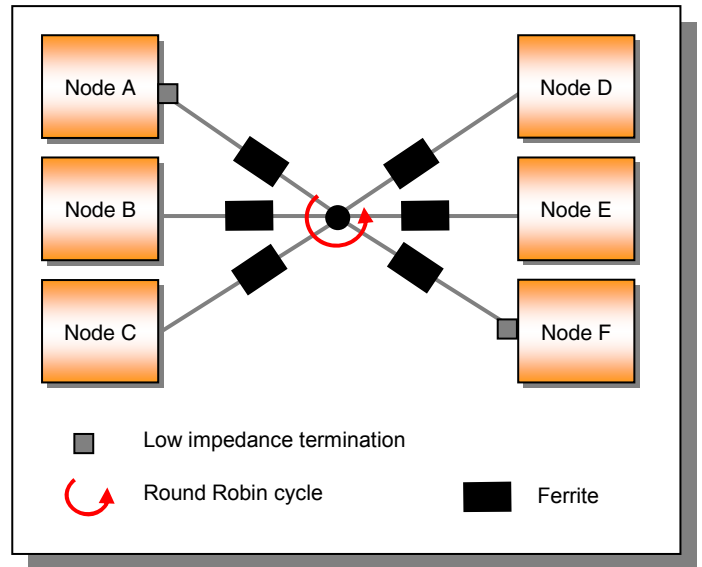 Node A
Node D
Node B
Node E
Node C
Node F
Low impedance termination
Round Robin cycle
Ferrite